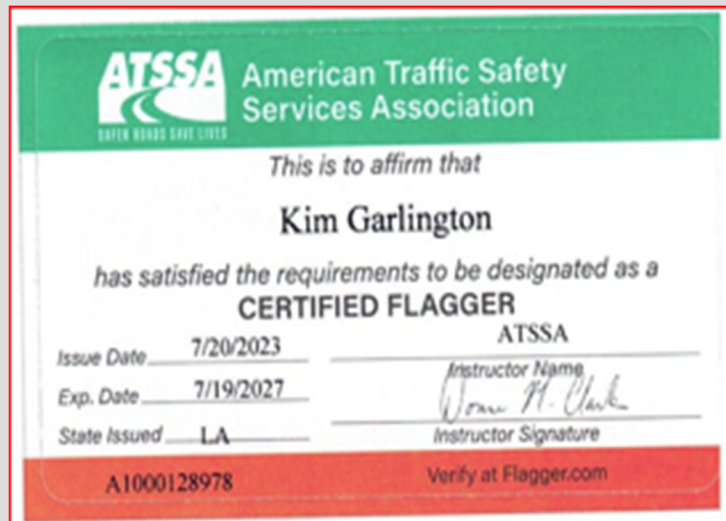 ATSSA
SAFER ROADS SAVE LIVES
American Traffic Safety
Services Association
This is to affirm that
Kim Garlington
has satisfied the requirements to be designated as a
CERTIFIED FLAGGER
Issue Date 7/20/2023
ATSSA
Instructor Name
Exp. Date 7/19/2027
State Issued LA
Instructor Signature
A1000128978
Verify at Flagger.com